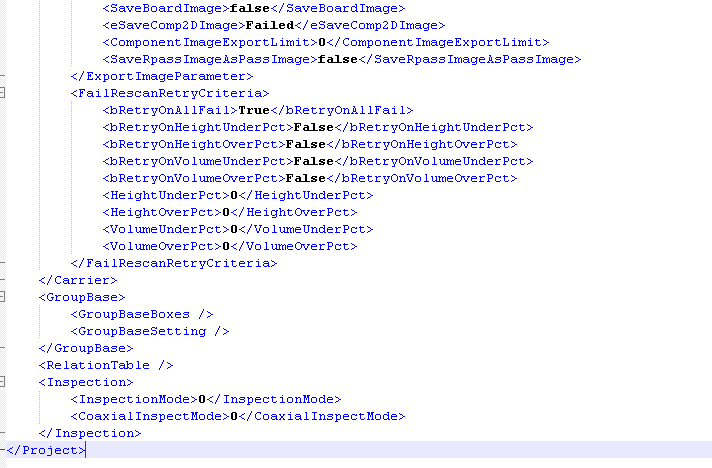 <SaveBoardImage>false</SaveBoardImage>
<eSaveComp2DImage>Failed</eSaveComp2DImage>
<ComponentImageExportLimit>0</ComponentImageExportLimit>
<SaveRpassImageAsPassImage>false</SaveRpassImageAsPassImage>
</ExportImageParameter>
<FailRescanRetryCriteria>
<bRetryOnAllFail>True</bRetryOnAllFail>
<bRetryOnHeightUnderPct>False</bRetryOnHeightUnderPct>
<bRetryOnHeightOverPct>False</bRetryOnHeightOverPct>
<bRetryOnVolumeUnderPct>False</bRetryOnVolumeUnderPct>
<bRetryOnVolumeOverPct>False</bRetryOnVolumeOverPct>
<HeightUnderPct>0</HeightUnderPct>
<HeightOverPct>0</HeightOverPct>
<VolumeUnderPct>0</VolumeUnderPct>
<VolumeOverPct>0</VolumeOverPct>
</FailRescanRetryCriteria>
</Carrier>
<GroupBase>
<GroupBaseBoxes />
<GroupBaseSetting />
</GroupBase>
<RelationTable />
<Inspection>
<InspectionMode>0</InspectionMode>
<CoaxialInspectMode>0</CoaxialInspectMode>
</Inspection>
</Project>